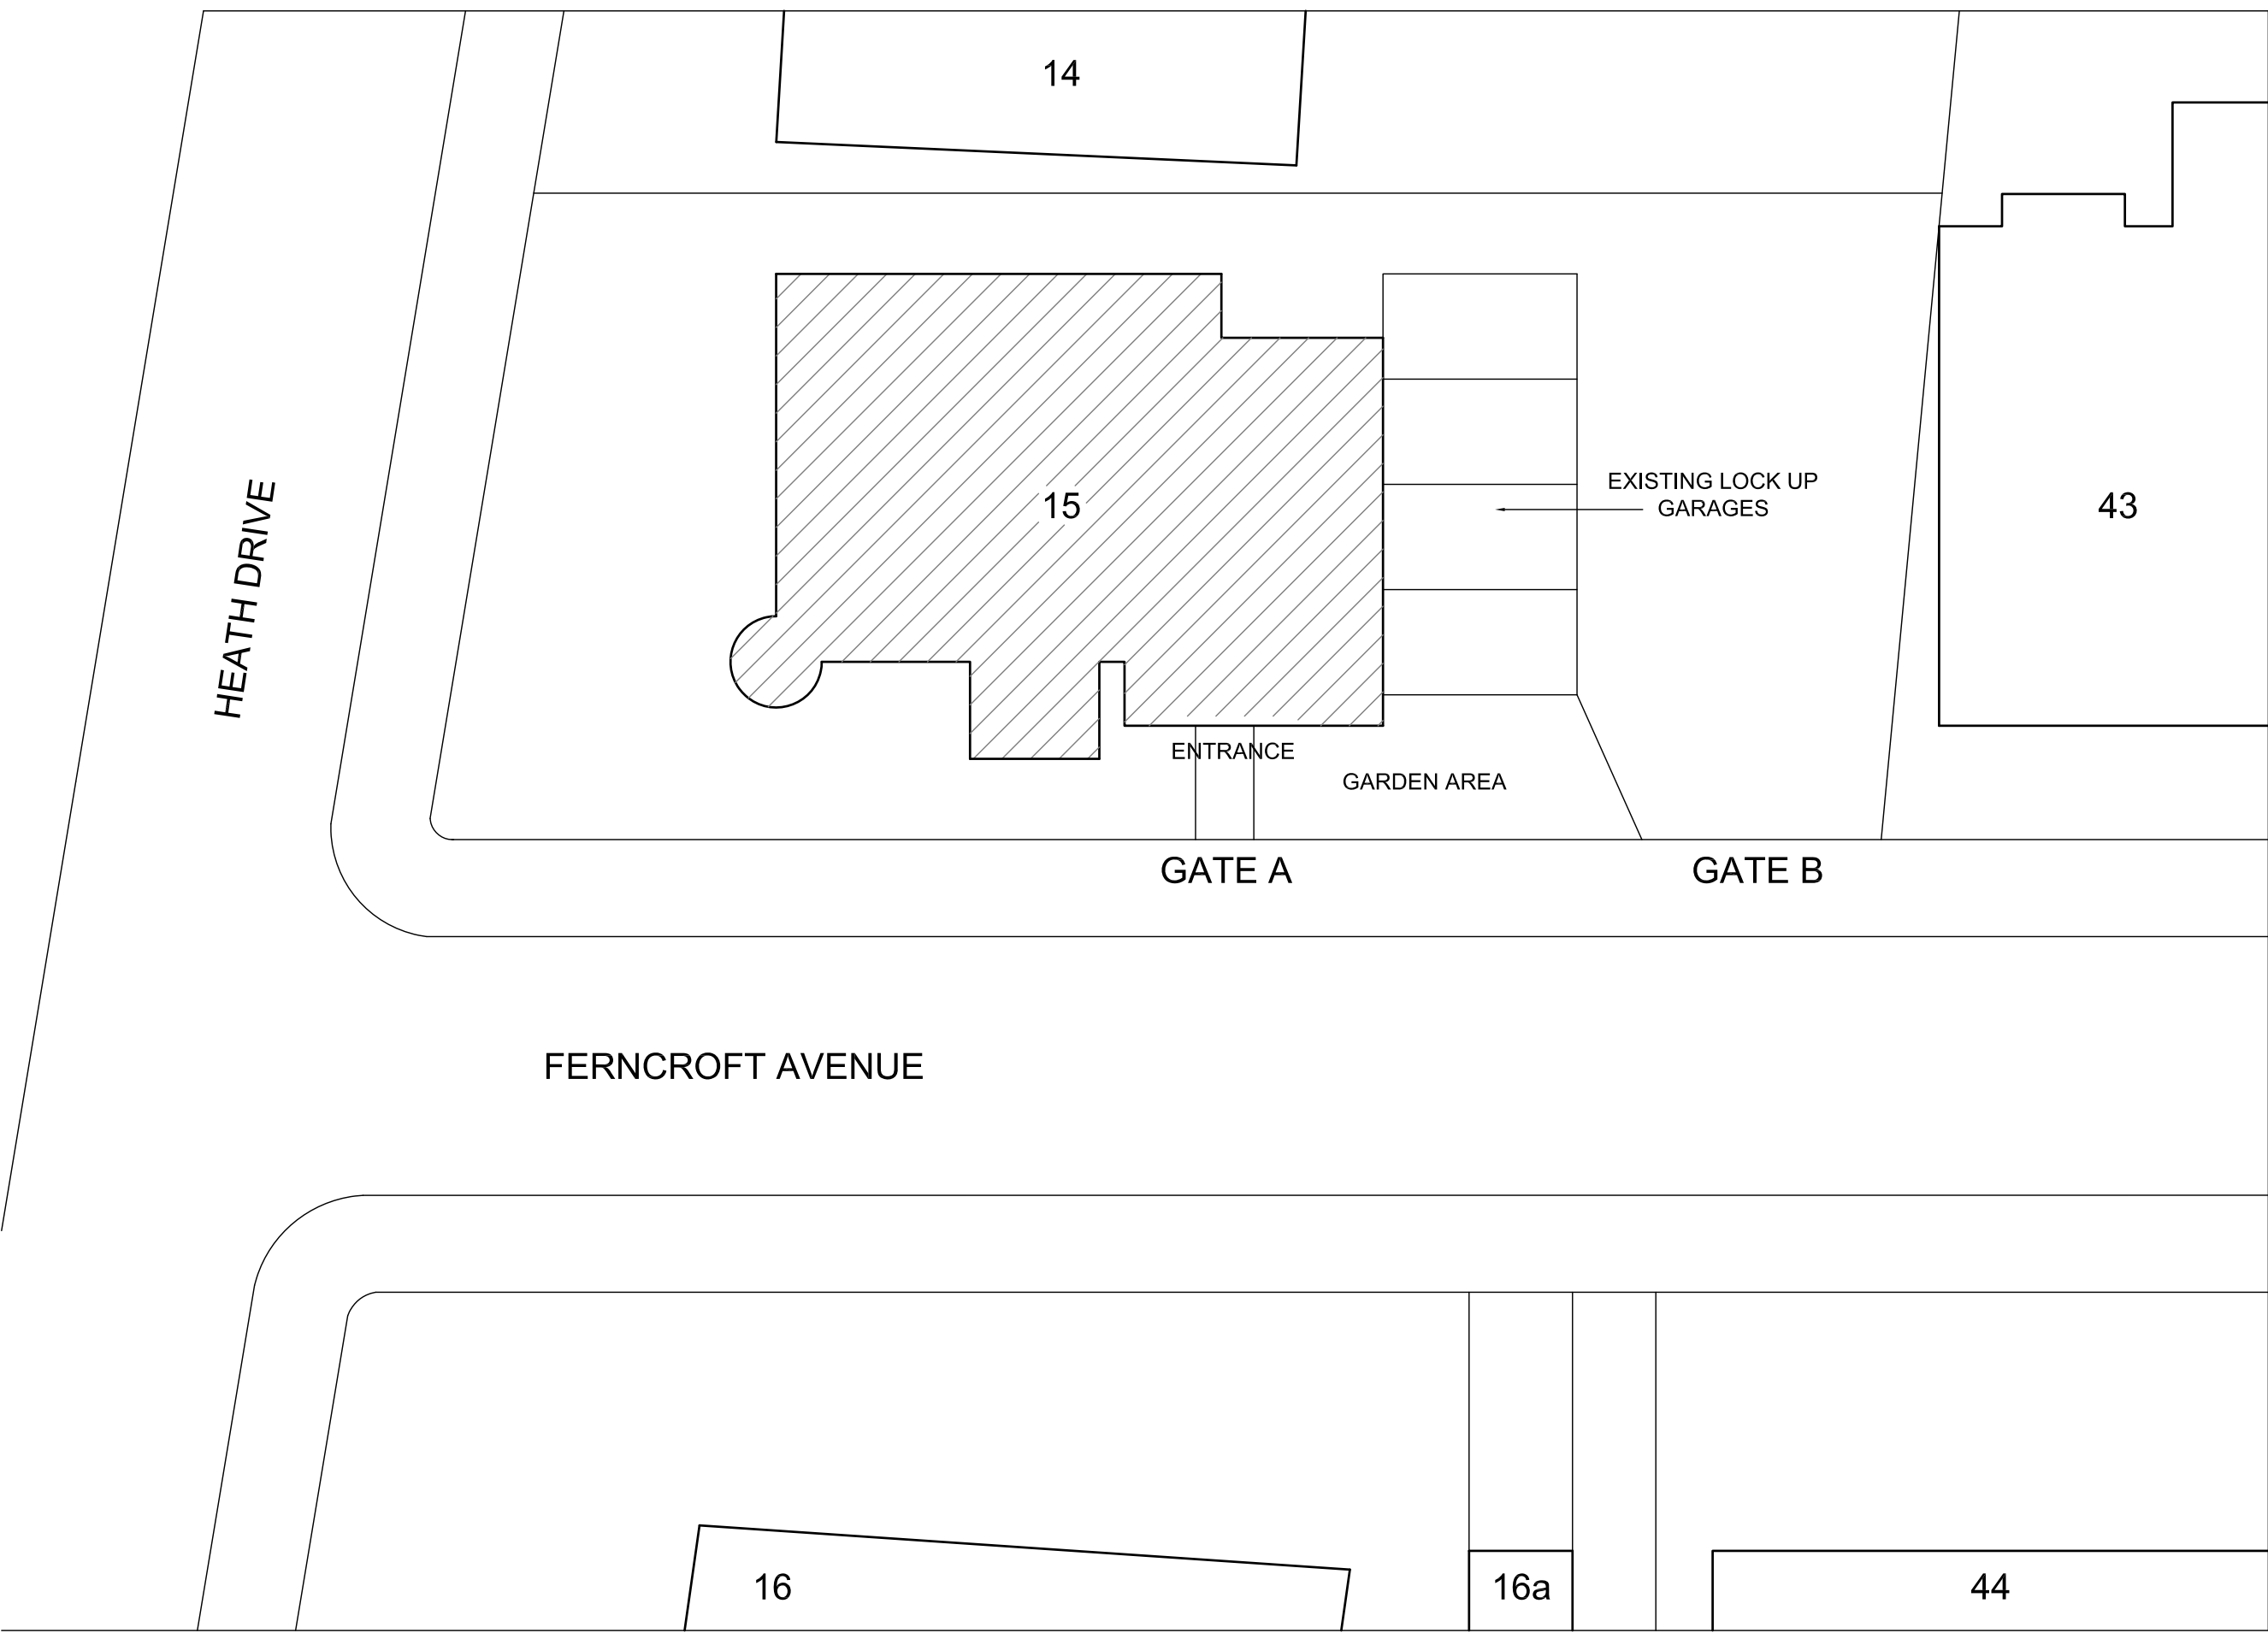 14
EXISTING LOCK UP
GARAGES
15
43
HEATH DRIVE
ENTRANCE
GARDEN AREA
GATE A
GATE B
FERNCROFT AVENUE
16
16a
44